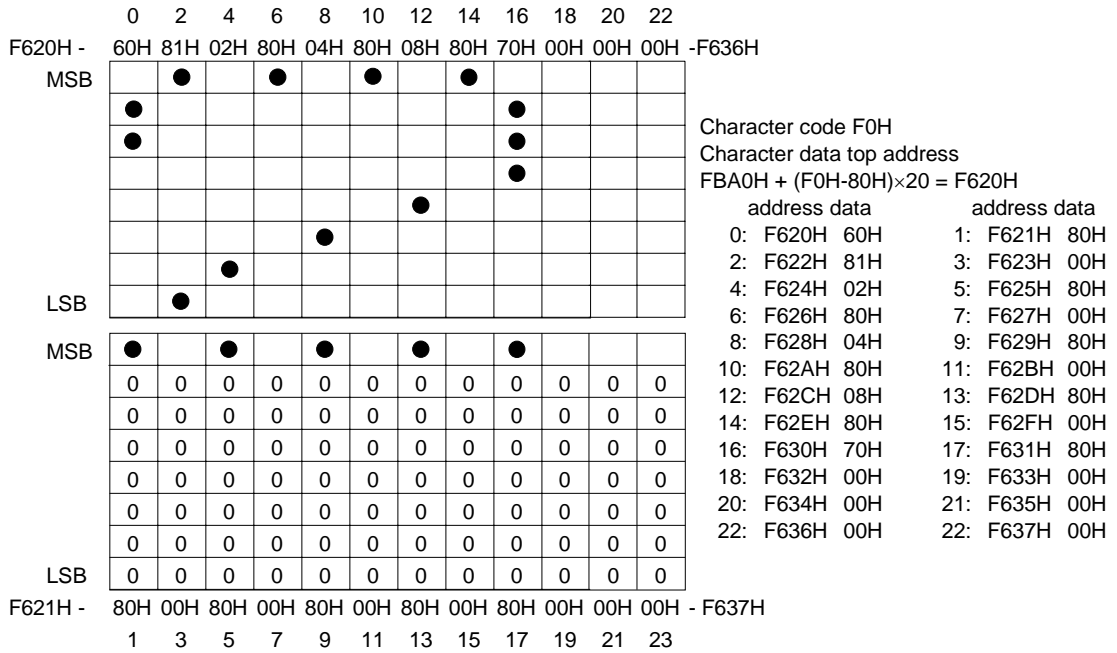 0 2 4 6 8 10 12 14 16 18 20 22
F620H - 60H 81H 02H 80H 04H 80H 08H 80H 70H 00H 00H 00H -F636H
MSB
LSB
MSB
0 0 0 0 0 0 0 0 0 0 0 0
0 0 0 0 0 0 0 0 0 0 0 0
0 0 0 0 0 0 0 0 0 0 0 0
0 0 0 0 0 0 0 0 0 0 0 0
0 0 0 0 0 0 0 0 0 0 0 0
0 0 0 0 0 0 0 0 0 0 0 0
LSB 0 0 0 0 0 0 0 0 0 0 0 0
F621H - 80H 00H 80H 00H 80H 00H 80H 00H 80H 00H 00H 00H - F637H
1 3 5 7 9 11 13 15 17 19 21 23
Character code F0H
Character data top address
FBA0H + (F0H-80H)×20 = F620H
address data address data
0: F620H 60H 1: F621H 80H
2: F622H 81H 3: F623H 00H
4: F624H 02H 5: F625H 80H
6: F626H 80H 7: F627H 00H
8: F628H 04H 9: F629H 80H
10: F62AH 80H 11: F62BH 00H
12: F62CH 08H 13: F62DH 80H
14: F62EH 80H 15: F62FH 00H
16: F630H 70H 17: F631H 80H
18: F632H 00H 19: F633H 00H
20: F634H 00H 21: F635H 00H
22: F636H 00H 22: F637H 00H